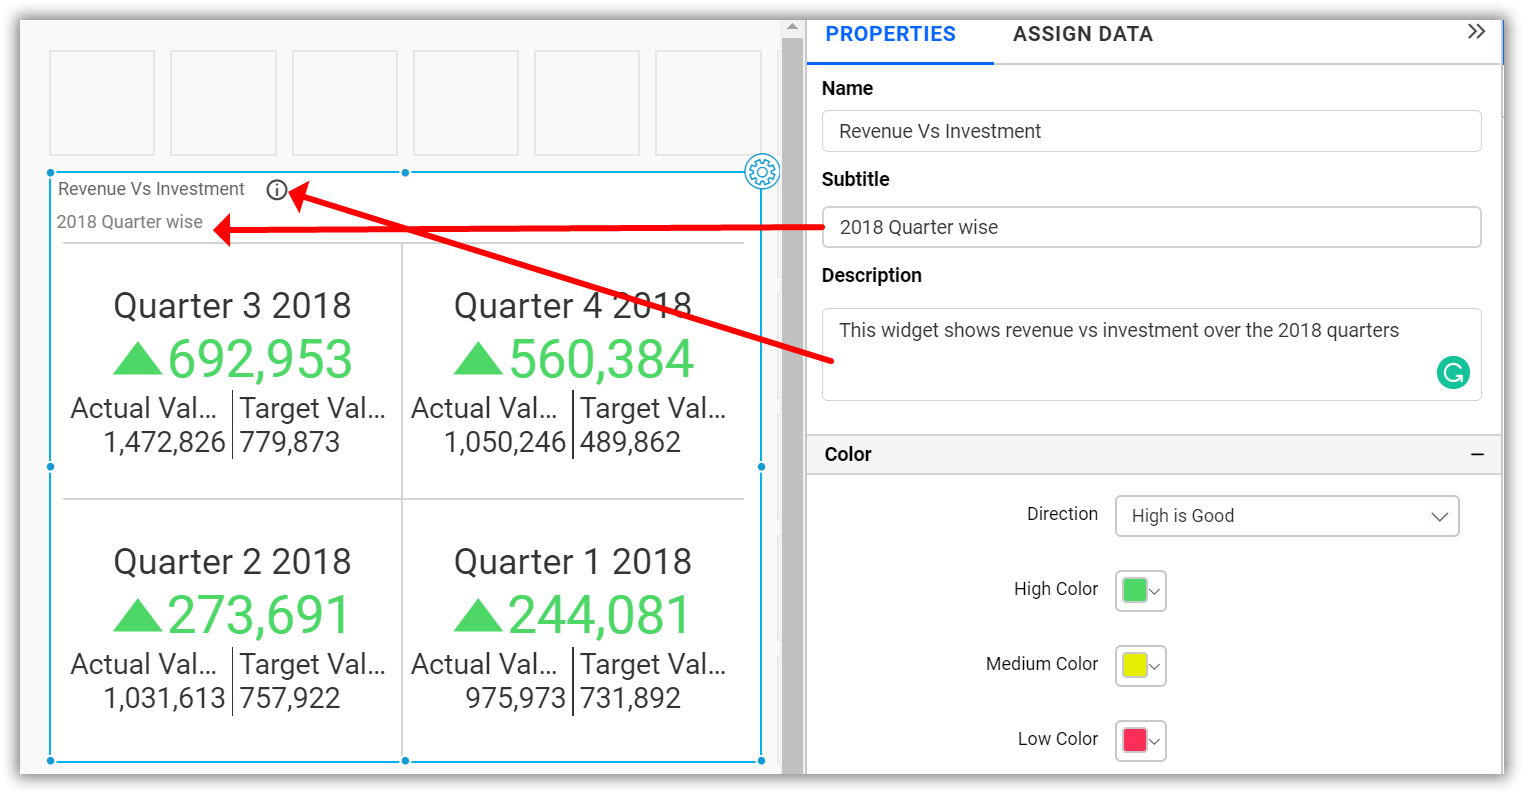 PROPERTIES ASSIGN DATA
Name
Revenue Vs Investment
Subtitle
2018 Quarter wise
Description
This widget shows revenue vs investment over the 2018 quarters
Color
Direction High is Good
High Color
Medium Color
Low Color
Revenue Vs Investment
2018 Quarter wise
Quarter 3 2018
692,953
Actual Val... Target Val...
1,472,826 779,873
Quarter 4 2018
560,384
Actual Val... Target Val...
1,050,246 489,862
Quarter 2 2018
273,691
Actual Val... Target Val...
1,031,613 757,922
Quarter 1 2018
244,081
Actual Val... Target Val...
975,973 731,892